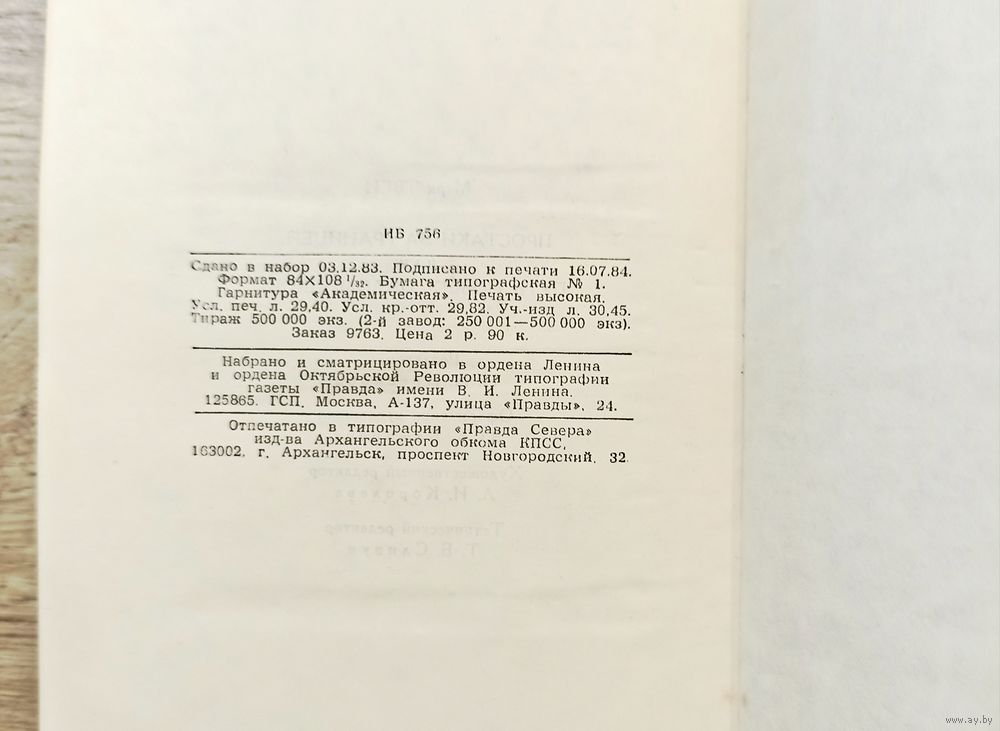 ИБ 756
Сдано в набор 03.12.83. Подписано к печати 16.07.84.
Формат 84×108 1/32. Бумага типографская № 1.
Гарнитура «Академическая». Печать высокая.
Усл. печ. л. 29,40. Усл. кр.-отт. 29,82. Уч.-изд л. 30,45.
Тираж 500 000 экз. (2-й завод: 250 001—500 000 экз).
Заказ 9763. Цена 2 р. 90 к.
Набрано и сматрицировано в ордена Ленина
и ордена Октябрьской Революции типографии
газеты «Правда» имени В. И. Ленина.
125865. ГСП, Москва, А-137, улица «Правды», 24.
Отпечатано в типографии «Правда Севера»
изд-ва Архангельского обкома КПСС,
163002. г. Архангельск, проспект Новгородский, 32
www.ay.by